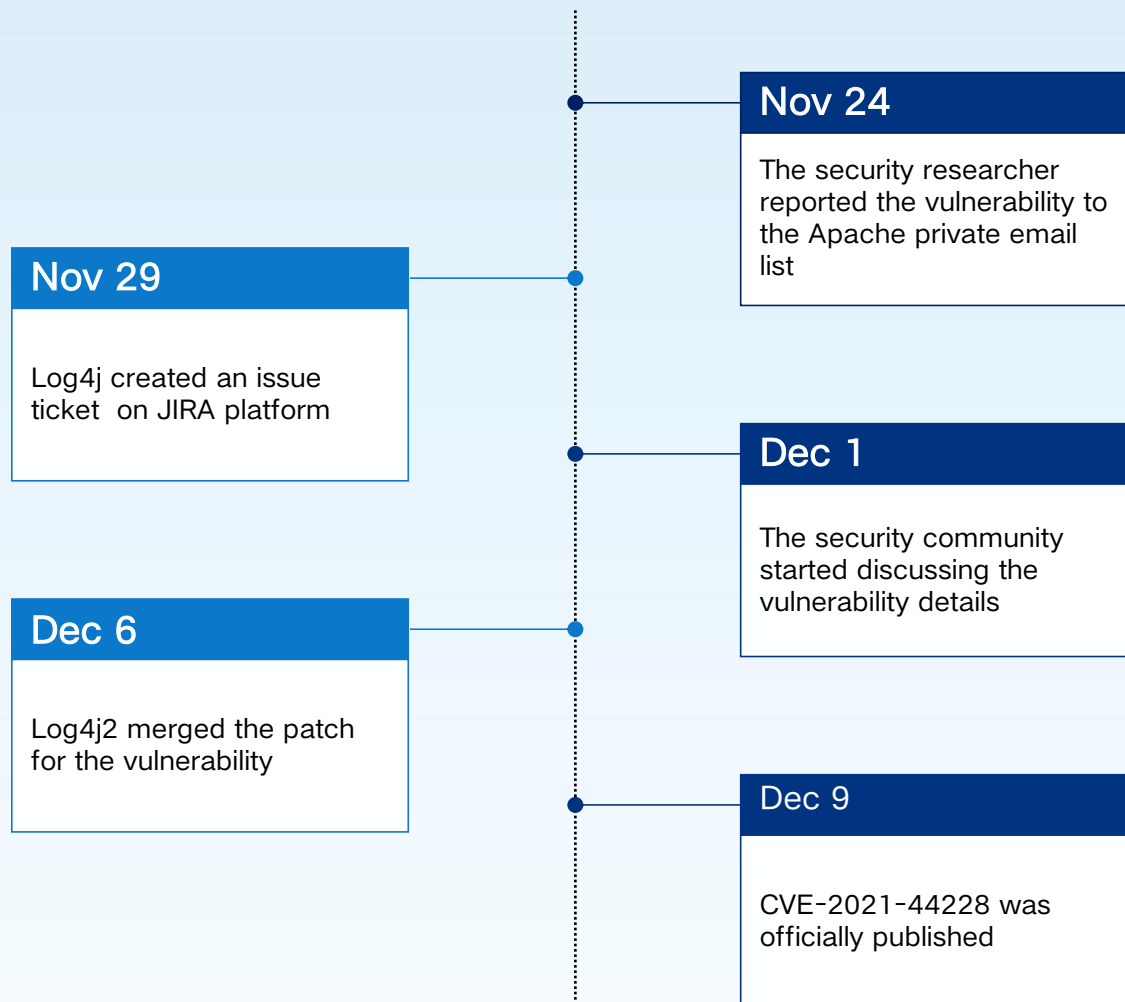 Nov 24
The security researcher
reported the vulnerability to
the Apache private email
list
Nov 29
Log4j created an issue
ticket  on JIRA platform
Dec 1
The security community
started discussing the
vulnerability details
Dec 6
Log4j2 merged the patch
for the vulnerability
Dec 9
CVE-2021-44228 was
officially published